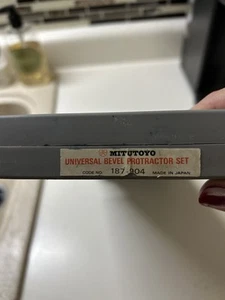 MITUTOYO
UNIVERSAL BEVEL PROTRACTOR SET
CODE NO. 187-904 MADE IN JAPAN